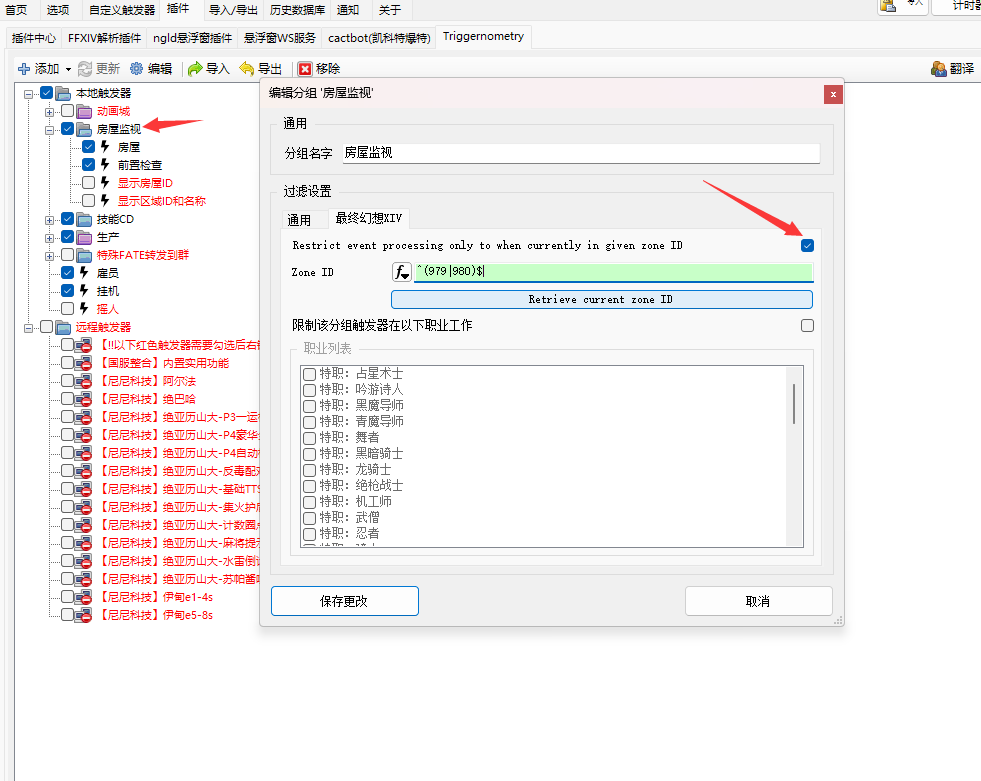 首页 选项 自定义触发器 插件 导入/导出 历史数据库 通知 关于
计时器
插件中心 FFXIV解析插件 ngld悬浮窗插件 悬浮窗WS服务 cactbot(凯科特爆特) Triggernometry
添加 更新 编辑 导入 导出 移除 翻译
本地触发器
动画城
房屋监视
房屋
前置检查
显示房屋ID
显示区域ID和名称
技能CD
生产
特殊FATE转发到群
雇员
挂机
摇人
远程触发器
【!!以下红色触发器需要勾选后右
【国服整合】内置实用功能
【尼尼科技】阿尔法
【尼尼科技】绝巴哈
【尼尼科技】绝亚历山大-P3一运
【尼尼科技】绝亚历山大-P4豪华
【尼尼科技】绝亚历山大-P4自动
【尼尼科技】绝亚历山大-反毒配对
【尼尼科技】绝亚历山大-基础TTS
【尼尼科技】绝亚历山大-集火护
【尼尼科技】绝亚历山大-计数圈
【尼尼科技】绝亚历山大-麻将提示
【尼尼科技】绝亚历山大-水雷倒
【尼尼科技】绝亚历山大-苏帕酱
【尼尼科技】伊甸e1-4s
【尼尼科技】伊甸e5-8s
编辑分组 '房屋监视'
x
通用
分组名字 房屋监视
过滤设置
通用 最终幻想XIV
Restrict event processing only to when currently in given zone ID
Zone ID f ^(979|980)$
Retrieve current zone ID
限制该分组触发器在以下职业工作
职业列表
特职: 占星术士
特职: 吟游诗人
特职: 黑魔导师
特职: 青魔导师
特职: 舞者
特职: 黑暗骑士
特职: 龙骑士
特职: 绝枪战士
特职: 机工师
特职: 武僧
特职: 忍者
保存更改 取消